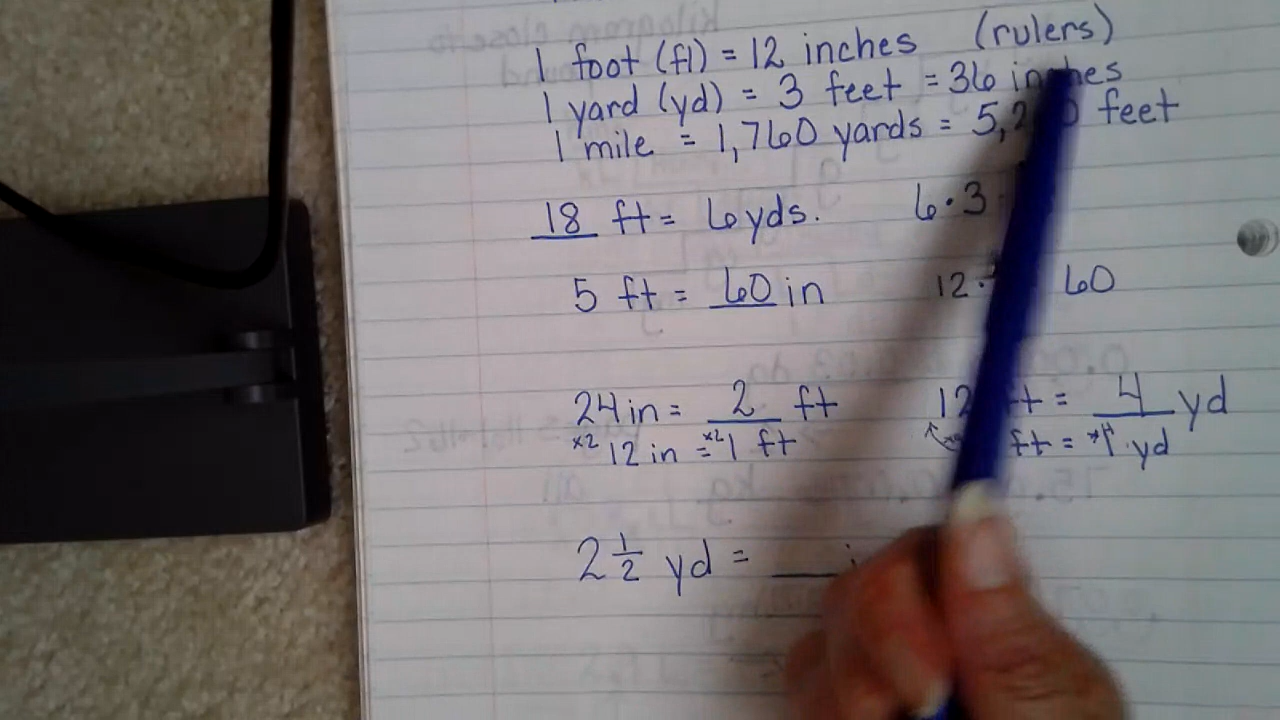 1 foot (ft) = 12 inches (rulers)
1 yard (yd) = 3 feet = 36 inches
1 mile = 1,760 yards = feet
18 ft = 6 yds. 6·3
5 ft = 60 in 12· 60
24 in = 2 ft 12 ft = 4 yd
x2 12 in = x2 1 ft ft = 1 yd
2 1/2 yd = ___